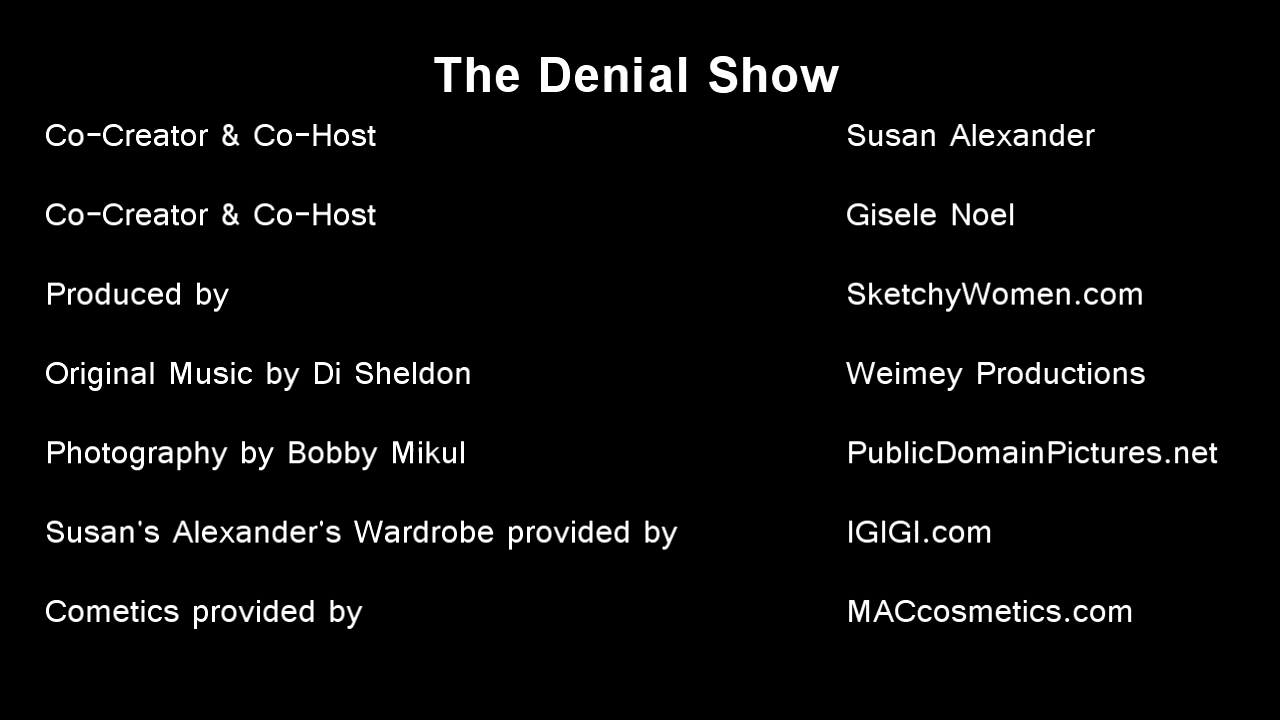 The Denial Show
Co-Creator & Co-Host Susan Alexander
Co-Creator & Co-Host Gisele Noel
Produced by SketchyWomen.com
Original Music by Di Sheldon Weimey Productions
Photography by Bobby Mikul PublicDomainPictures.net
Susan's Alexander's Wardrobe provided by IGIGI.com
Cometics provided by MACcosmetics.com